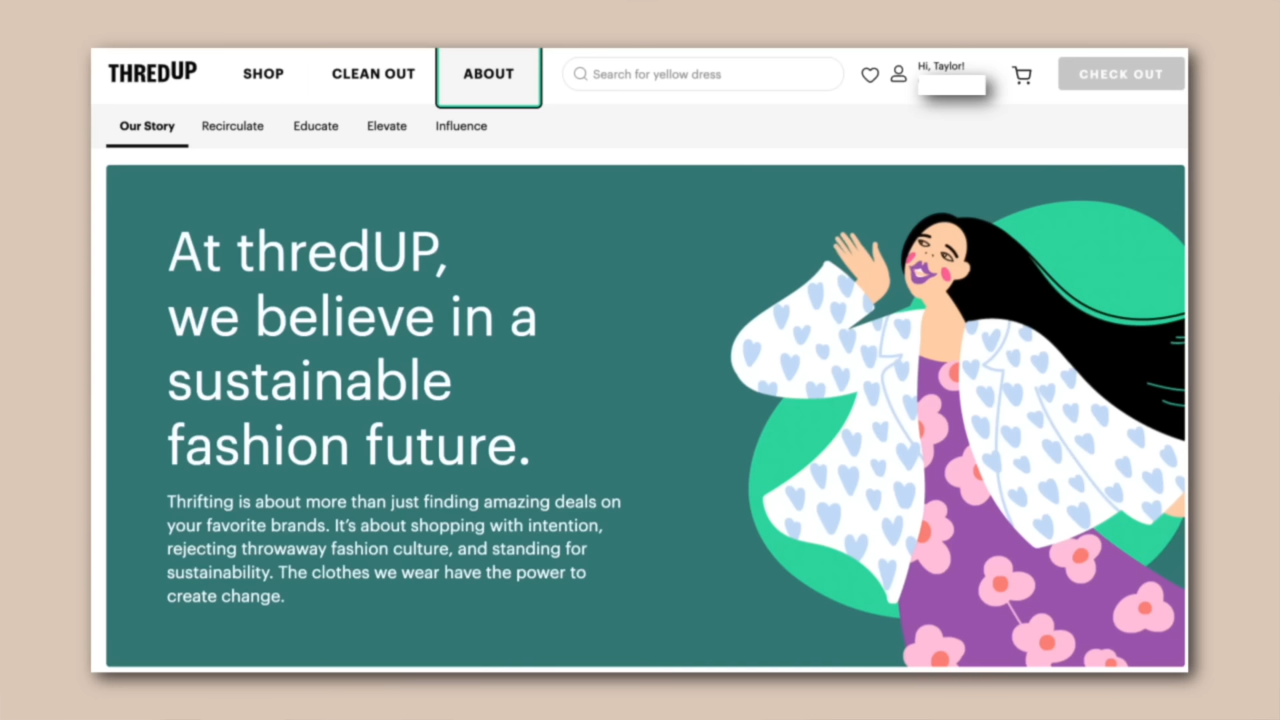 THREDUP
SHOP
CLEAN OUT
ABOUT
Search for yellow dress
Hi, Taylor!
CHECK OUT
Our Story
Recirculate
Educate
Elevate
Influence
At thredUP,
we believe in a
sustainable
fashion future.
Thrifting is about more than just finding amazing deals on
your favorite brands. It’s about shopping with intention,
rejecting throwaway fashion culture, and standing for
sustainability. The clothes we wear have the power to
create change.